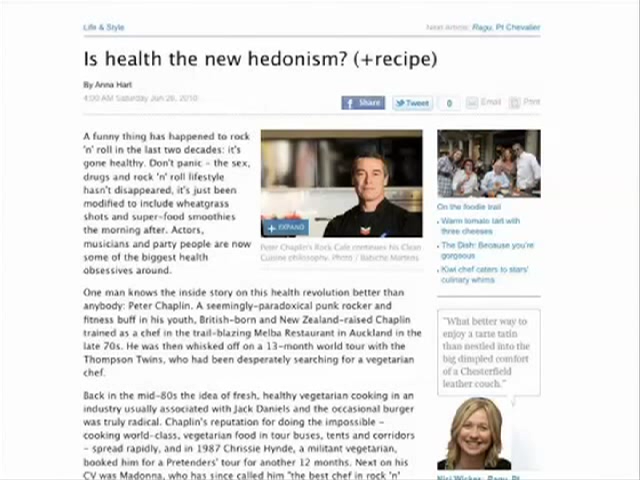 Life & Style
Next Article: Ragu, Pt Chevalier
Is health the new hedonism? (+recipe)
By Anna Hart
4:00 AM Saturday Jun 26, 2010
Share
Tweet
0
Email
Print
A funny thing has happened to rock
'n' roll in the last two decades: it's
gone healthy. Don't panic - the sex,
drugs and rock 'n' roll lifestyle
hasn't disappeared, it's just been
modified to include wheatgrass
shots and super-food smoothies
the morning after. Actors,
musicians and party people are now
some of the biggest health
obsessives around.
+ EXPAND
Peter Chaplin's Rock Cafe continues his Clean
Cuisine philosophy. Photo / Babiche Martens
One man knows the inside story on this health revolution better than
anybody: Peter Chaplin. A seemingly-paradoxical punk rocker and
fitness buff in his youth, British-born and New Zealand-raised Chaplin
trained as a chef in the trail-blazing Melba Restaurant in Auckland in the
late 70s. He was then whisked off on a 13-month world tour with the
Thompson Twins, who had been desperately searching for a vegetarian
chef.
Back in the mid-80s the idea of fresh, healthy vegetarian cooking in an
industry usually associated with Jack Daniels and the occasional burger
was truly radical. Chaplin's reputation for doing the impossible -
cooking world-class, vegetarian food in tour buses, tents and corridors
- spread rapidly, and in 1987 Chrissie Hynde, a militant vegetarian,
booked him for a Pretenders' tour for another 12 months. Next on his
CV was Madonna, who has since called him "the best chef in rock 'n'
On the foodie trail
Warm tomato tart with
three cheeses
The Dish: Because you're
gorgeous
Kiwi chef caters to stars'
culinary whims
"What better way to
enjoy a tarte tatin
than nestled into the
big dimpled comfort
of a Chesterfield
leather couch."
Nici Wickes: Ragu, Pt